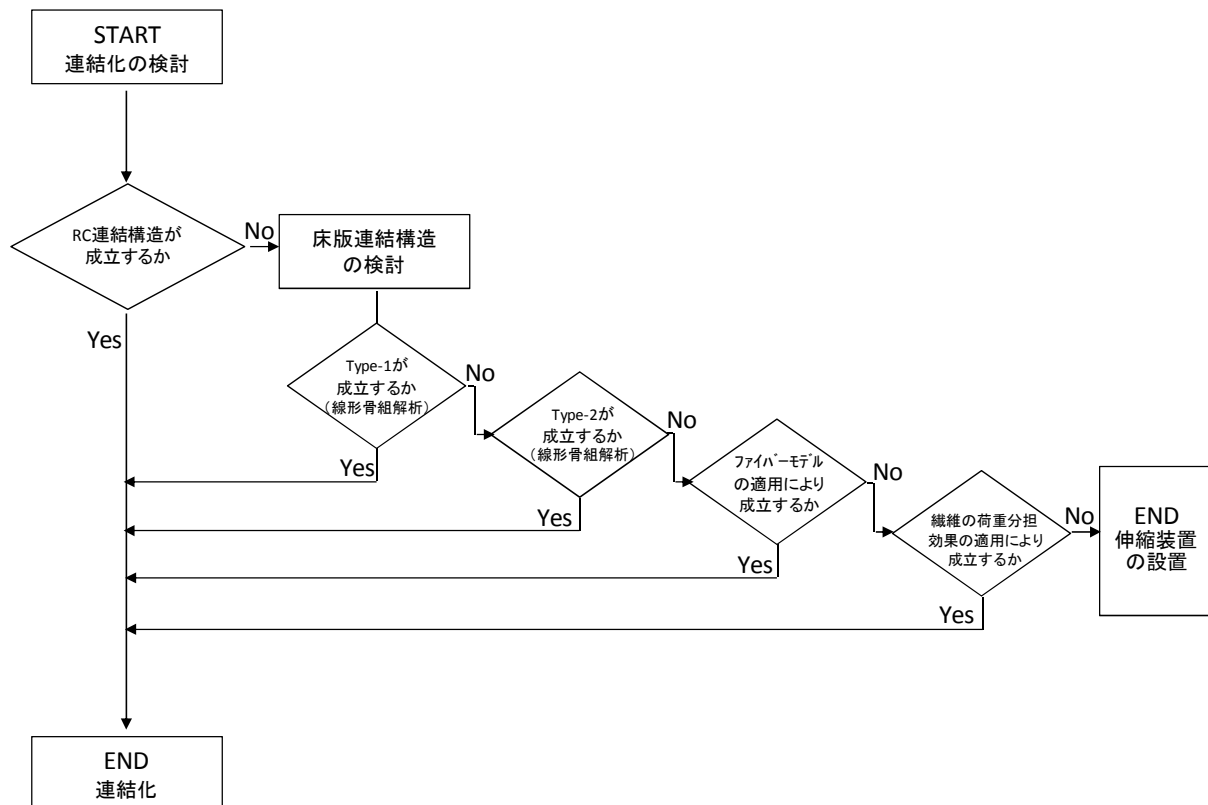 START
連結化の検討
RC連結構造が
成立するか
No
Yes
床版連結構造
の検討
Type-1が
成立するか
(線形骨組解析)
No
Yes
Type-2が
成立するか
(線形骨組解析)
No
Yes
ﾌｧｲﾊﾞｰモデル
の適用により
成立するか
No
Yes
繊維の荷重分担
効果の適用により
成立するか
No
Yes
END
伸縮装置
の設置
END
連結化